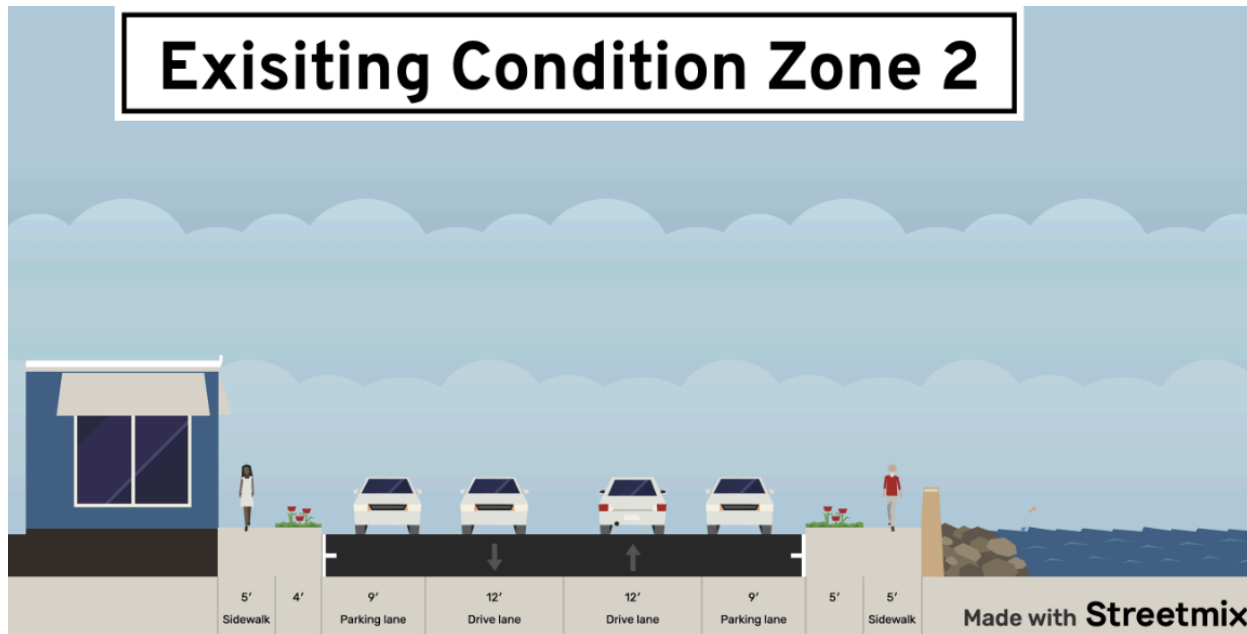 Exisiting Condition Zone 2
5' 4' 9' 12' 12' 9' 5' 5'
Sidewalk Parking lane Drive lane Drive lane Parking lane Sidewalk
Made with Streetmix